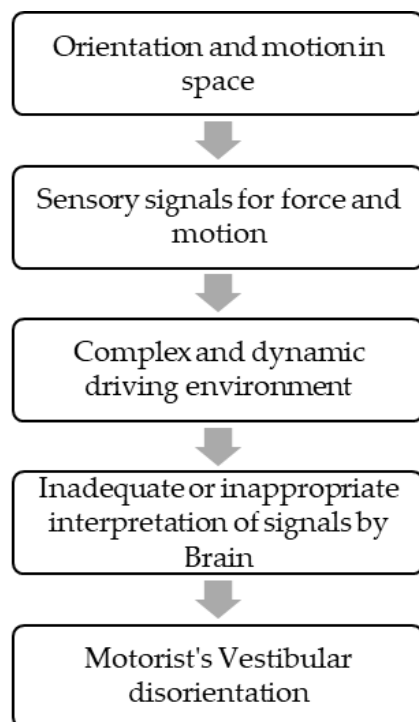 Orientation and motion in
space
Sensory signals for force and
motion
Complex and dynamic
driving environment
Inadequate or inappropriate
interpretation of signals by
Brain
Motorist's Vestibular
disorientation